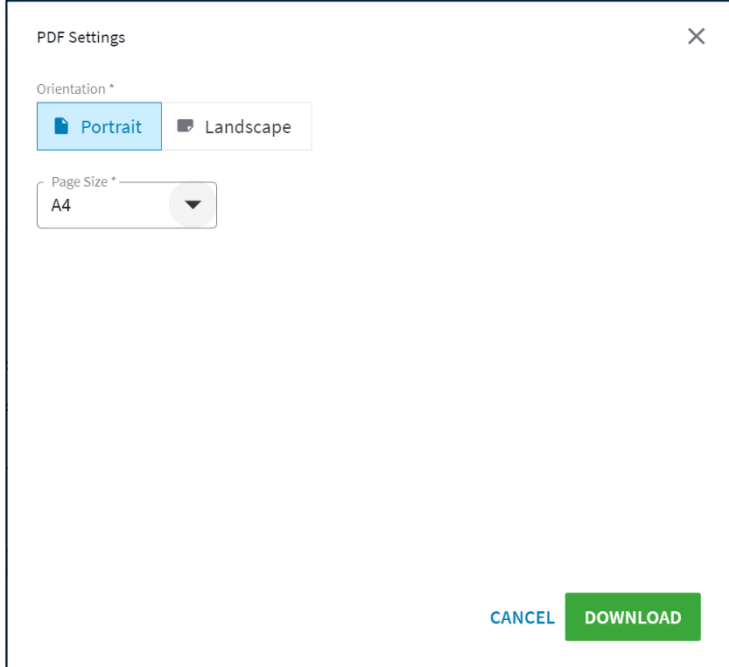 PDF Settings
Orientation *
Portrait Landscape
Page Size *
A4
CANCEL DOWNLOAD